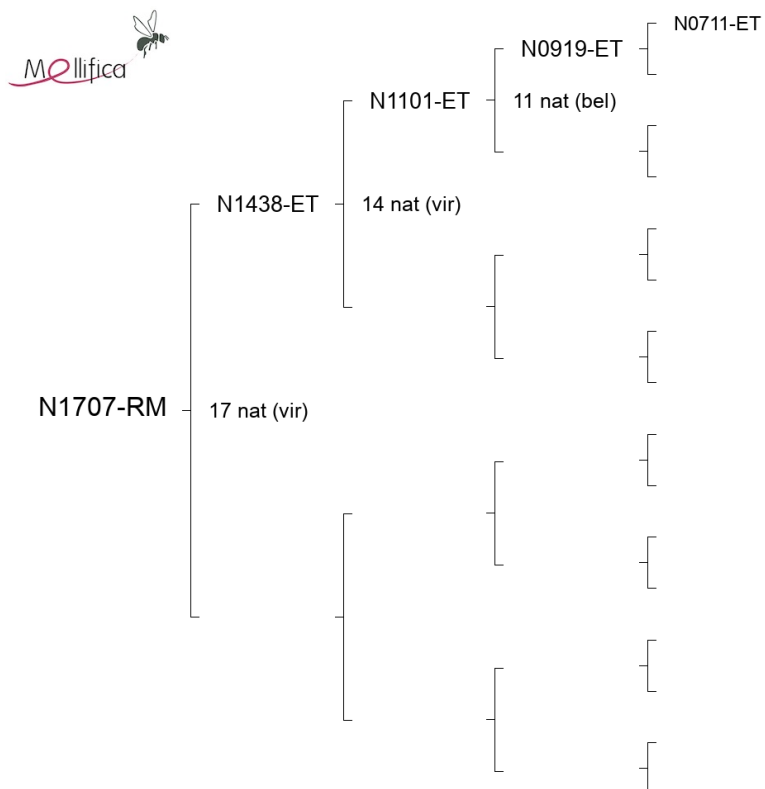 Mellifica
N0711-ET
N0919-ET
N1101-ET
11 nat (bel)
N1438-ET
14 nat (vir)
N1707-RM
17 nat (vir)